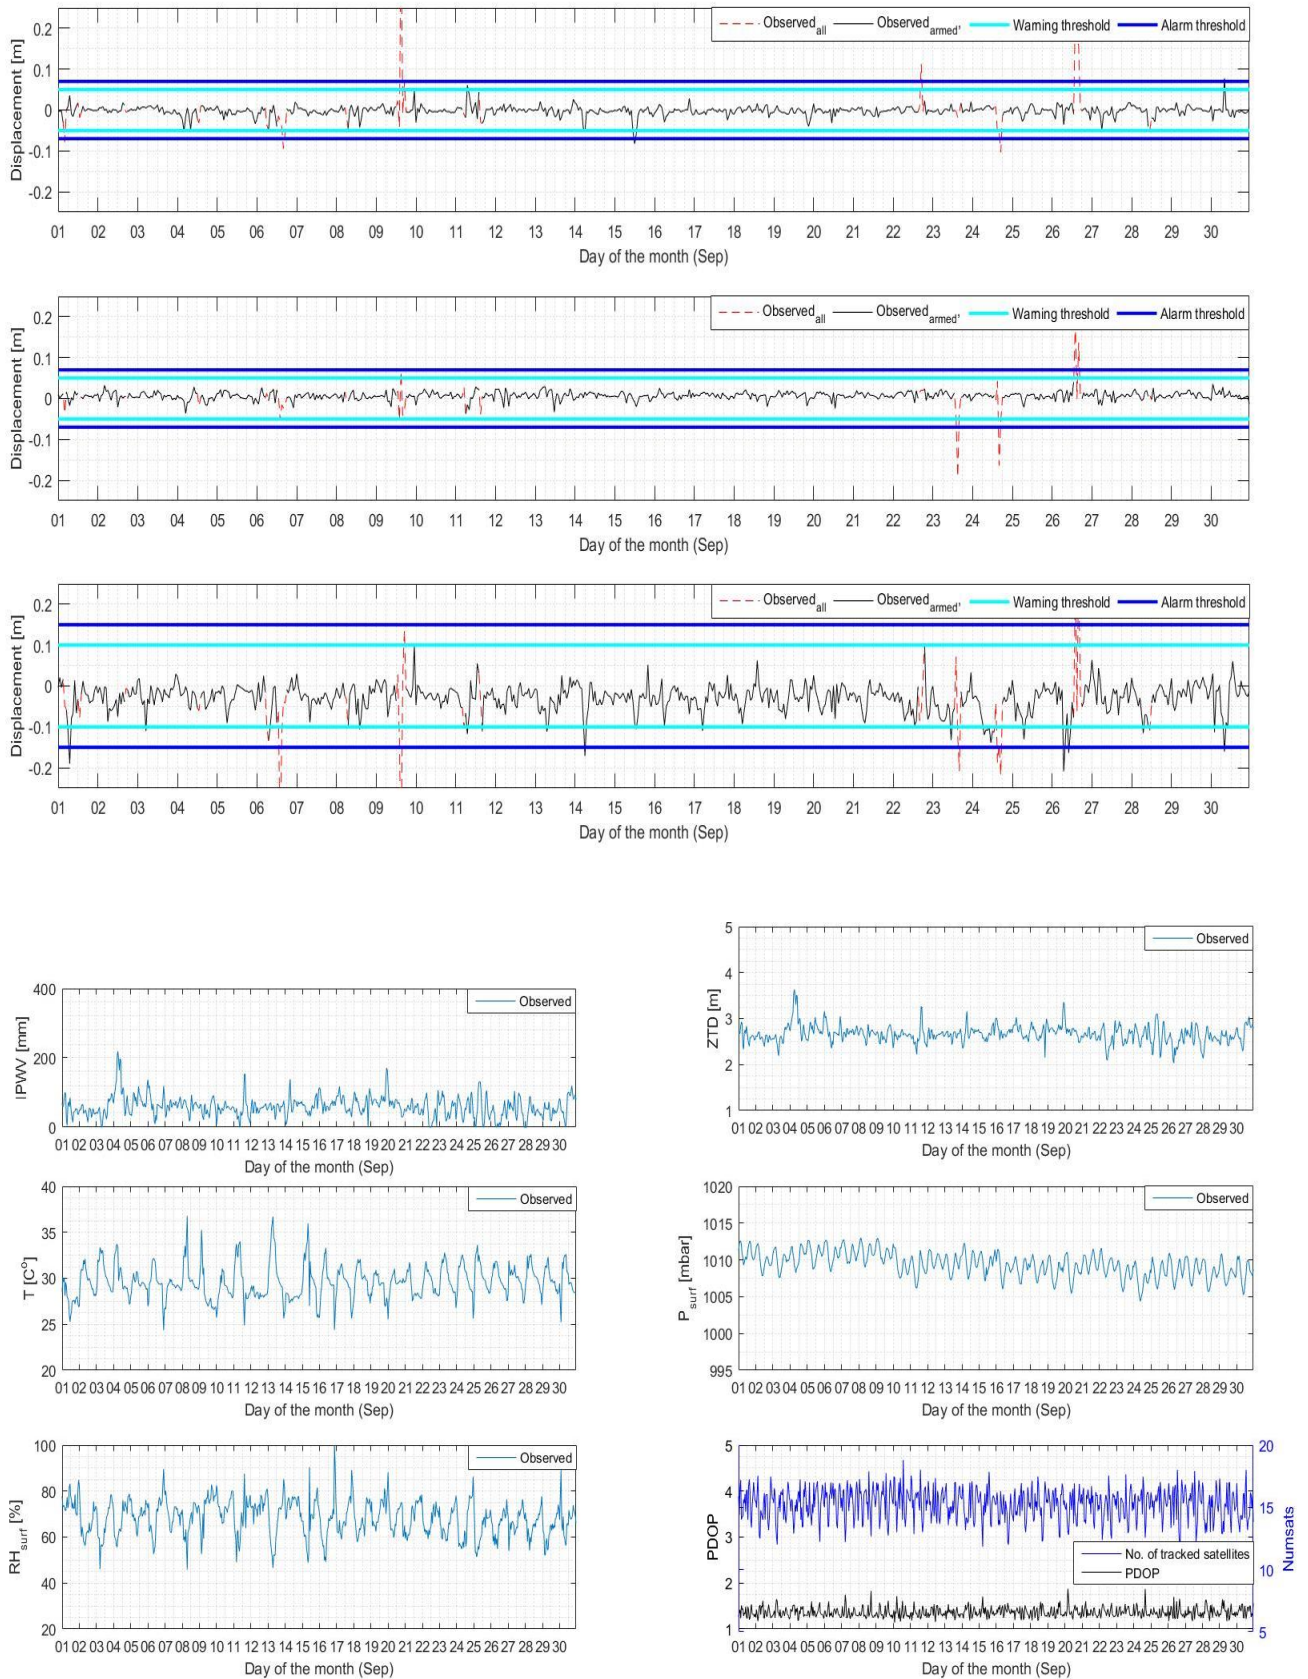 Observed_all Observed_armed' Warning threshold Alarm threshold
0.2
0.1
0
-0.1
-0.2
Displacement [m]
01 02 03 04 05 06 07 08 09 10 11 12 13 14 15 16 17 18 19 20 21 22 23 24 25 26 27 28 29 30
Day of the month (Sep)
Observed_all Observed_armed' Warning threshold Alarm threshold
0.2
0.1
0
-0.1
-0.2
Displacement [m]
01 02 03 04 05 06 07 08 09 10 11 12 13 14 15 16 17 18 19 20 21 22 23 24 25 26 27 28 29 30
Day of the month (Sep)
Observed_all Observed_armed' Warning threshold Alarm threshold
0.2
0.1
0
-0.1
-0.2
Displacement [m]
01 02 03 04 05 06 07 08 09 10 11 12 13 14 15 16 17 18 19 20 21 22 23 24 25 26 27 28 29 30
Day of the month (Sep)
Observed
400
200
0
IPWV [mm]
01 02 03 04 05 06 07 08 09 10 11 12 13 14 15 16 17 18 19 20 21 22 23 24 25 26 27 28 29 30
Day of the month (Sep)
Observed
5
4
3
2
1
ZTD [m]
01 02 03 04 05 06 07 08 09 10 11 12 13 14 15 16 17 18 19 20 21 22 23 24 25 26 27 28 29 30
Day of the month (Sep)
Observed
40
35
30
25
20
T [C°]
01 02 03 04 05 06 07 08 09 10 11 12 13 14 15 16 17 18 19 20 21 22 23 24 25 26 27 28 29 30
Day of the month (Sep)
Observed
1020
1015
1010
1005
1000
995
P_surf [mbar]
01 02 03 04 05 06 07 08 09 10 11 12 13 14 15 16 17 18 19 20 21 22 23 24 25 26 27 28 29 30
Day of the month (Sep)
Observed
100
80
60
40
20
RH_surf [%]
01 02 03 04 05 06 07 08 09 10 11 12 13 14 15 16 17 18 19 20 21 22 23 24 25 26 27 28 29 30
Day of the month (Sep)
5
4
3
2
1
PDOP
20
15
10
5
Numsats
No. of tracked satellites
PDOP
01 02 03 04 05 06 07 08 09 10 11 12 13 14 15 16 17 18 19 20 21 22 23 24 25 26 27 28 29 30
Day of the month (Sep)